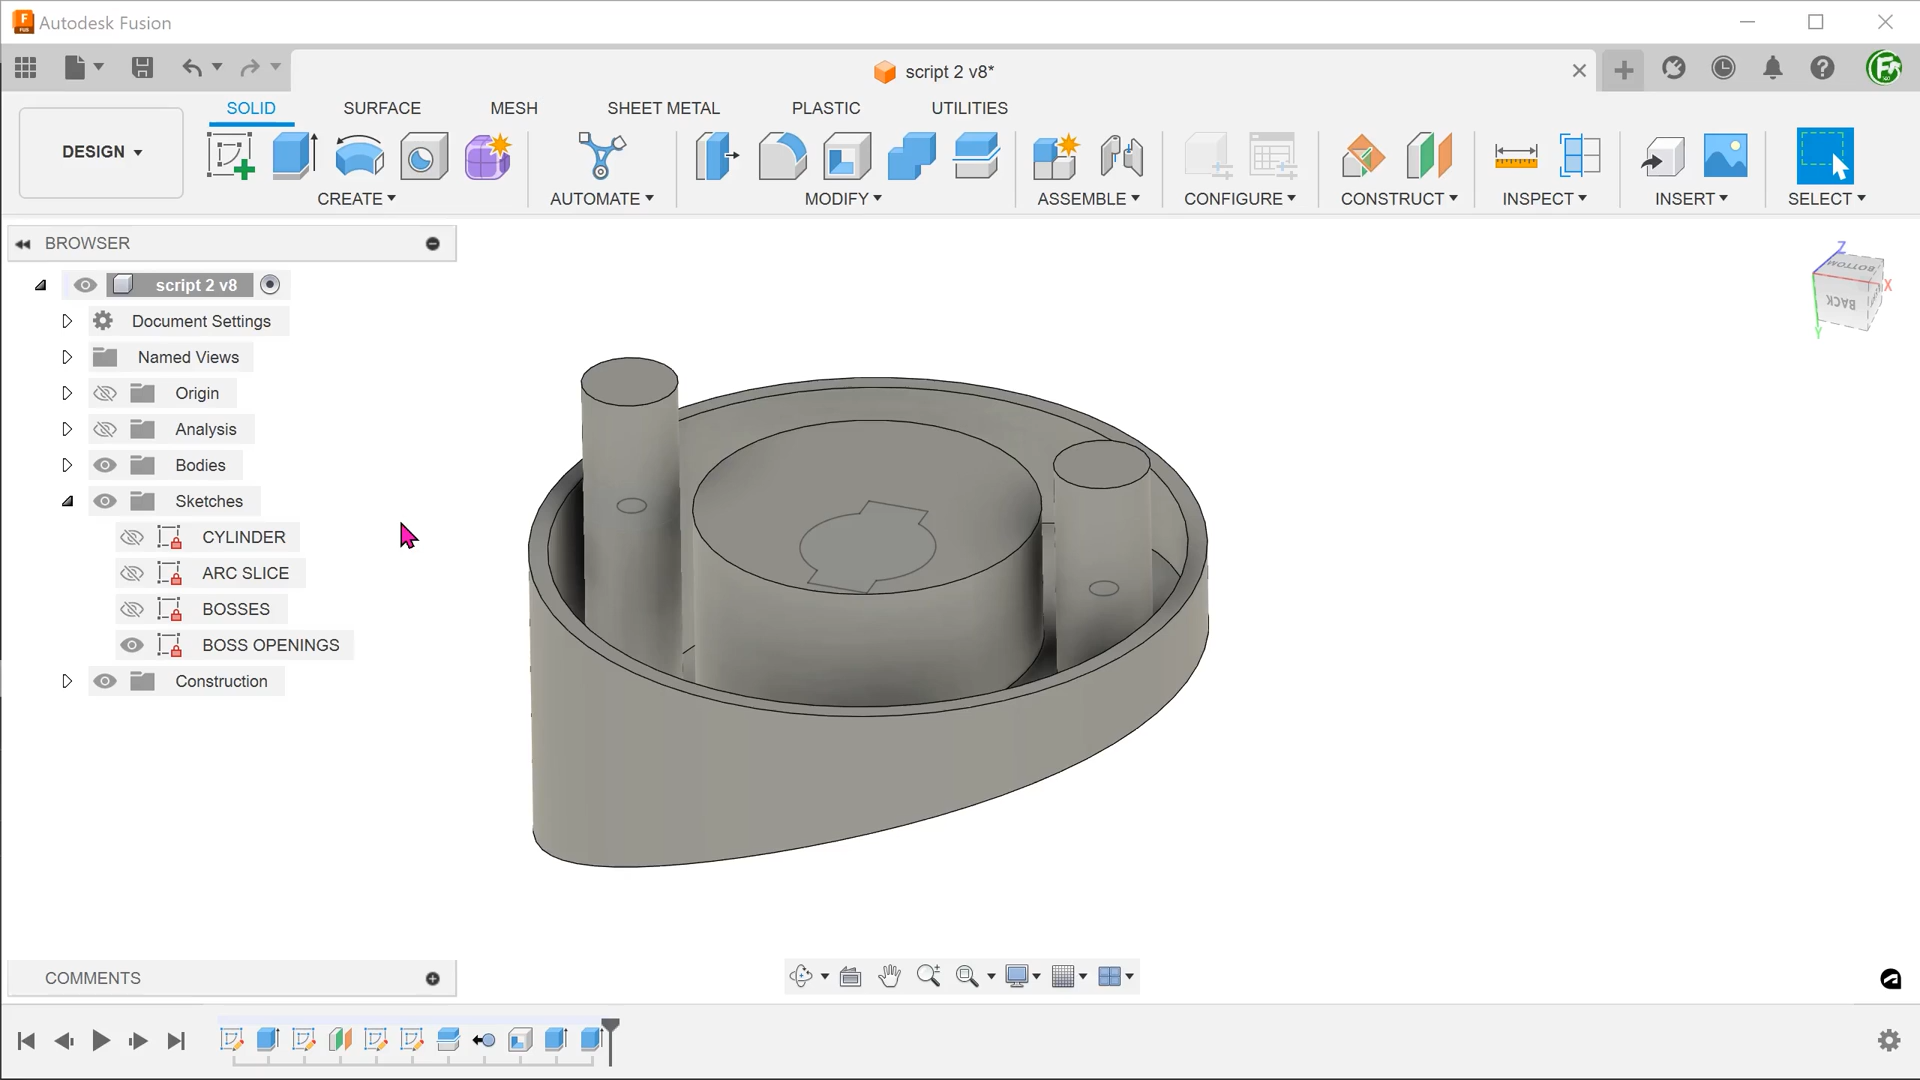 Autodesk Fusion
script 2 v8*
SOLID
SURFACE
MESH
SHEET METAL
PLASTIC
UTILITIES
DESIGN
CREATE
AUTOMATE
MODIFY
ASSEMBLE
CONFIGURE
CONSTRUCT
INSPECT
INSERT
SELECT
BROWSER
script 2 v8
Document Settings
Named Views
Origin
Analysis
Bodies
Sketches
CYLINDER
ARC SLICE
BOSSES
BOSS OPENINGS
Construction
Z
BOTTOM
X
BACK
Y
COMMENTS